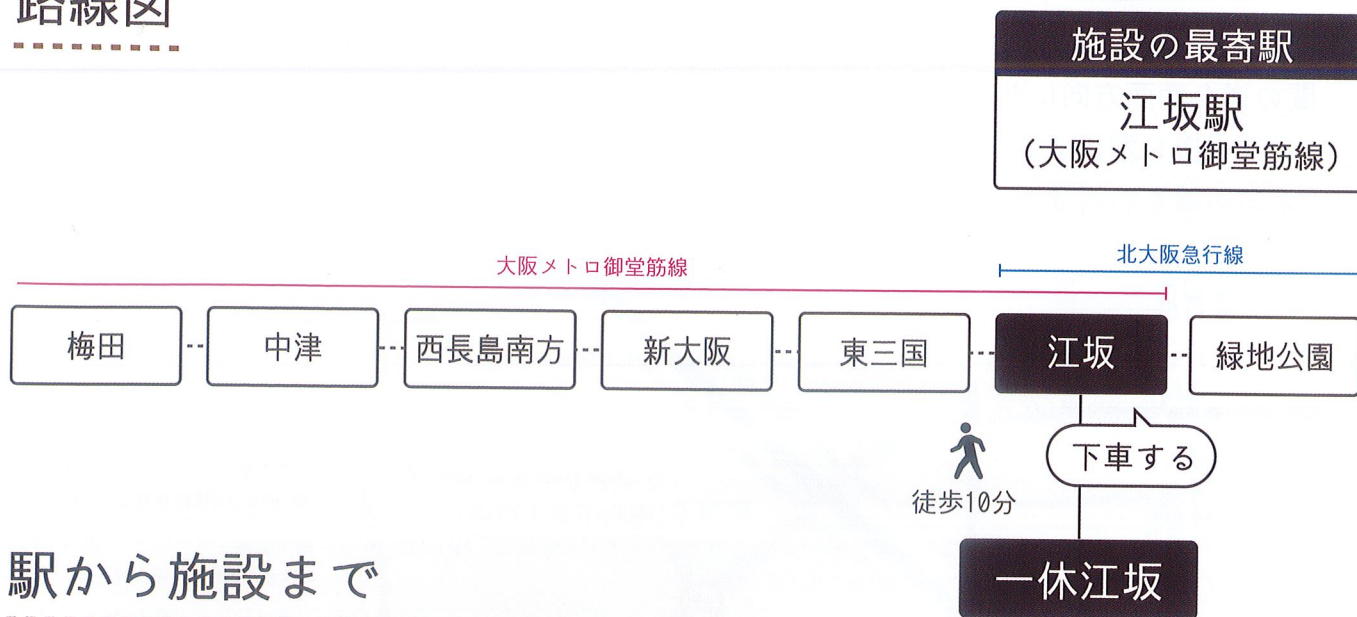 路線図
施設の最寄駅
江坂駅
(大阪メトロ御堂筋線)
大阪メトロ御堂筋線
北大阪急行線
梅田
中津
西長島南方
新大阪
東三国
江坂
緑地公園
下車する
徒歩10分
一休江坂
駅から施設まで